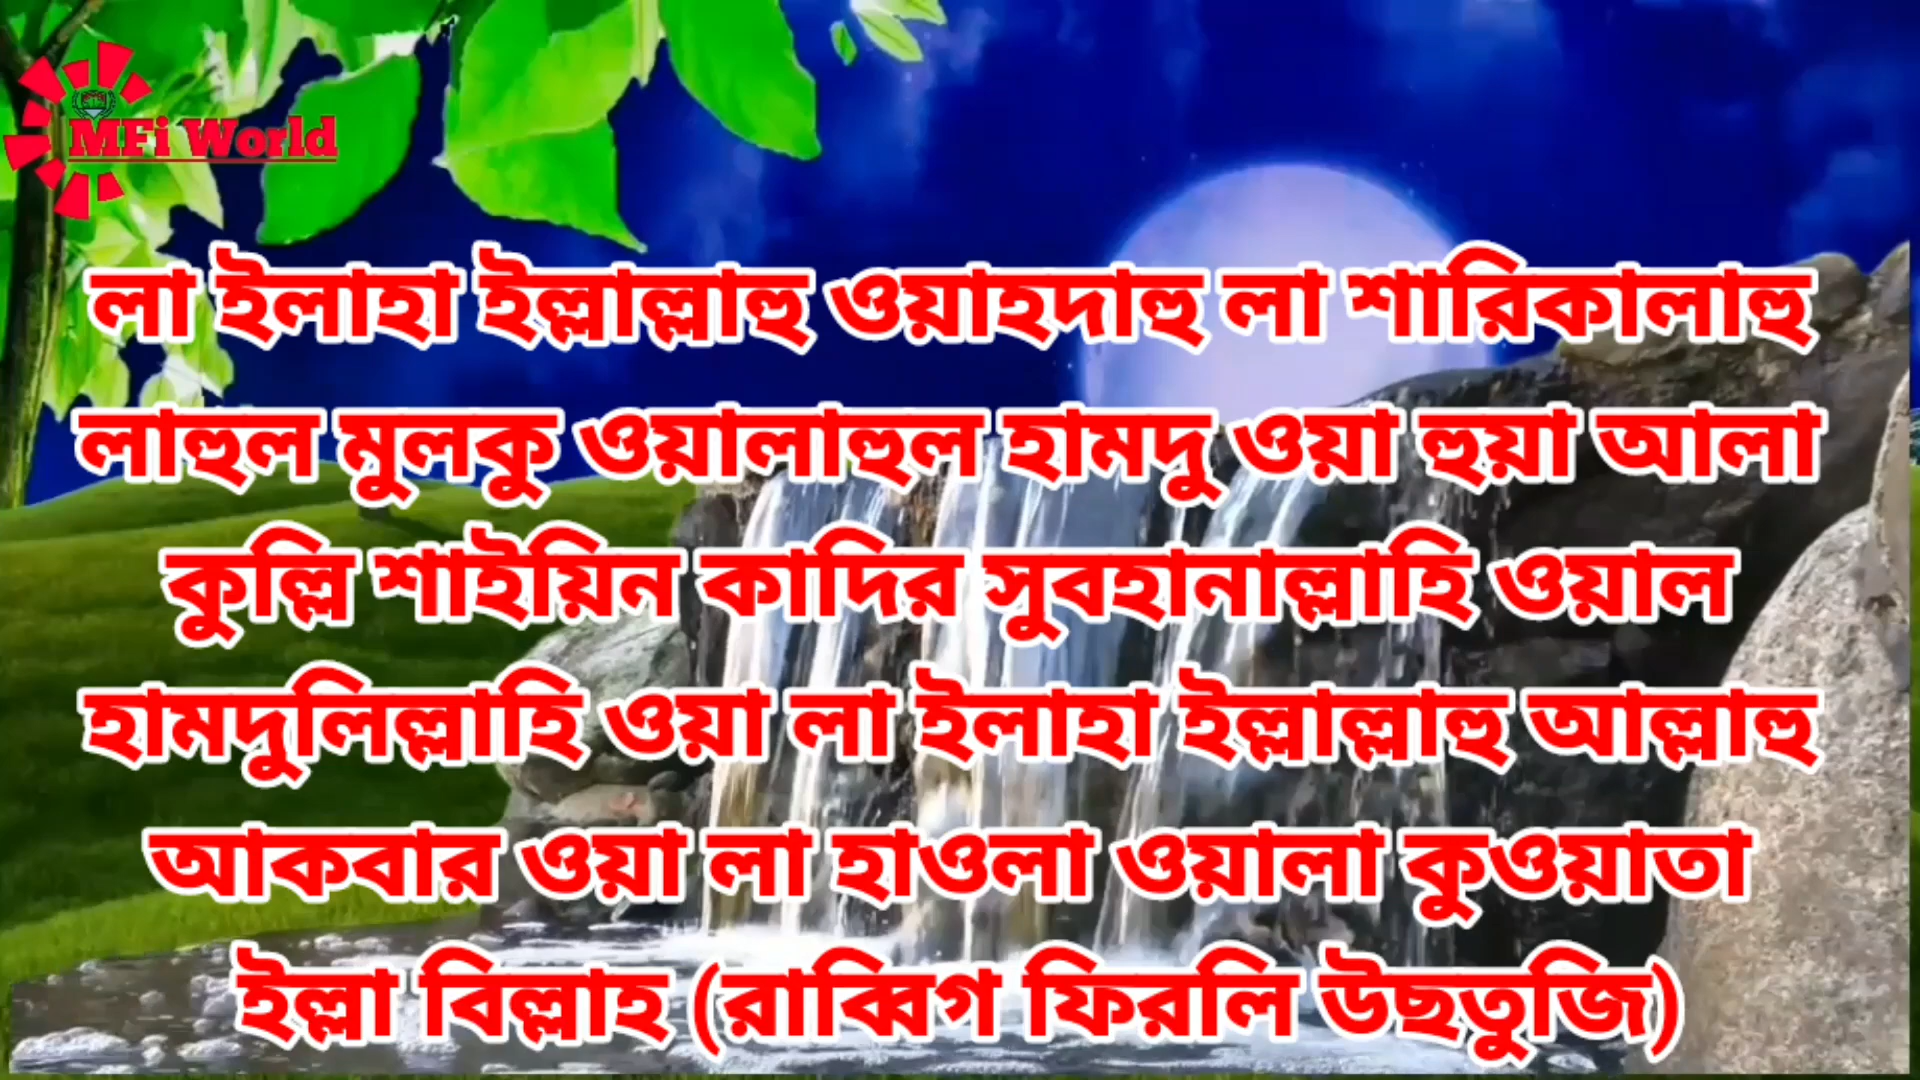 MFi World
লা ইলাহা ইল্লাল্লাহু ওয়াহদাহু লা শারিকালাহু
লাহুল মুলকু ওয়ালাহুল হামদু ওয়া হুয়া আলা
কুল্লি শাইয়িন কাদির সুবহানাল্লাহি ওয়াল
হামদুলিল্লাহি ওয়া লা ইলাহা ইল্লাল্লাহু আল্লাহু
আকবার ওয়া লা হাওলা ওয়ালা কুওয়াতা
ইল্লা বিল্লাহ (রাব্বিগ ফিরলি উছতুজি)